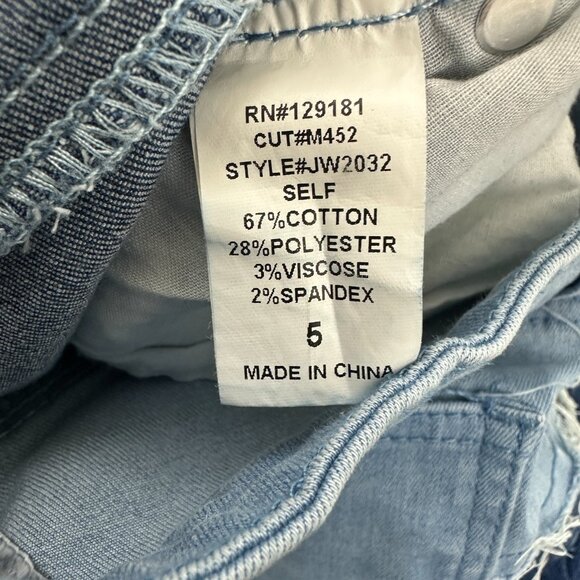 RN#129181
CUT#M452
STYLE#JW2032
SELF
67%COTTON
28%POLYESTER
3%VISCOSE
2%SPANDEX
5
MADE IN CHINA